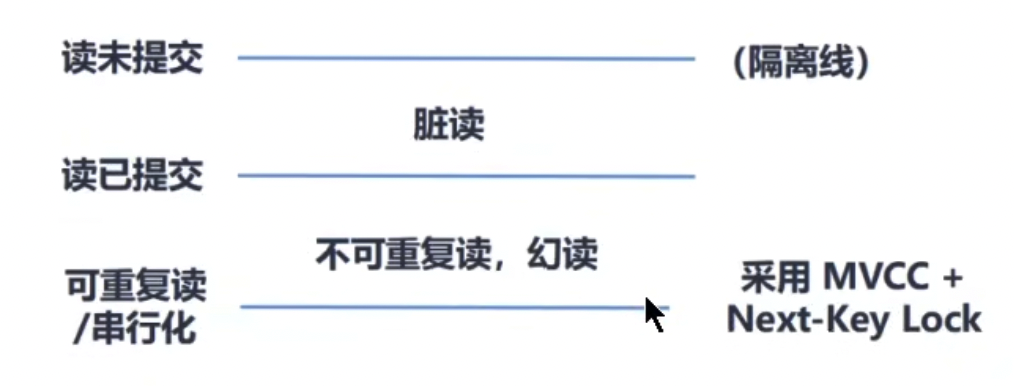 读未提交
(隔离线)
脏读
读已提交
不可重复读，幻读
可重复读
/串行化
采用 MVCC +
Next-Key Lock